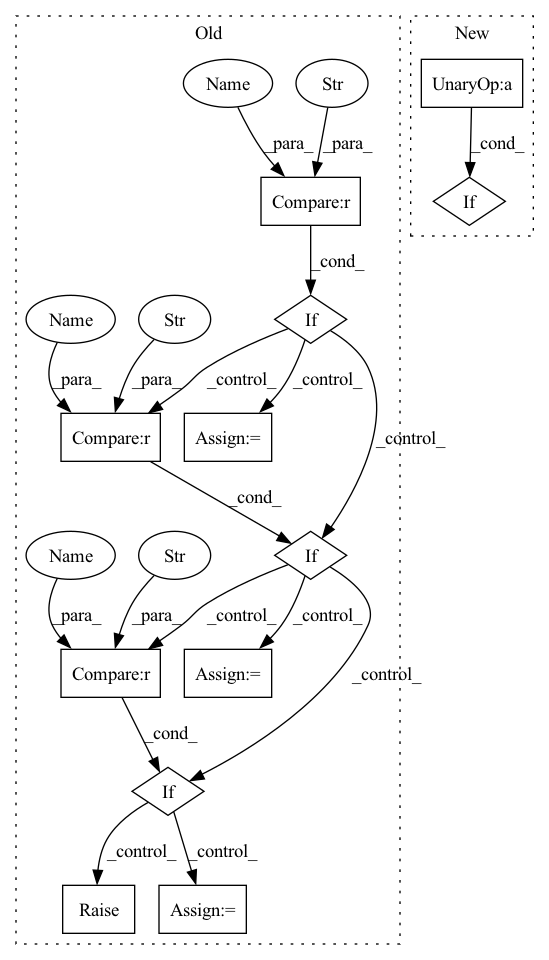 Old
New
Name
Str
UnaryOp:a
_para_
_para_
_cond_
Compare:r
If
_cond_
Name
Str
If
_para_
_para_
_control_
_control_
Compare:r
Assign:=
_control_
_cond_
Name
Str
If
_para_
_para_
_control_
_control_
Compare:r
Assign:=
_control_
_cond_
If
_control_
_control_
Raise
Assign:=